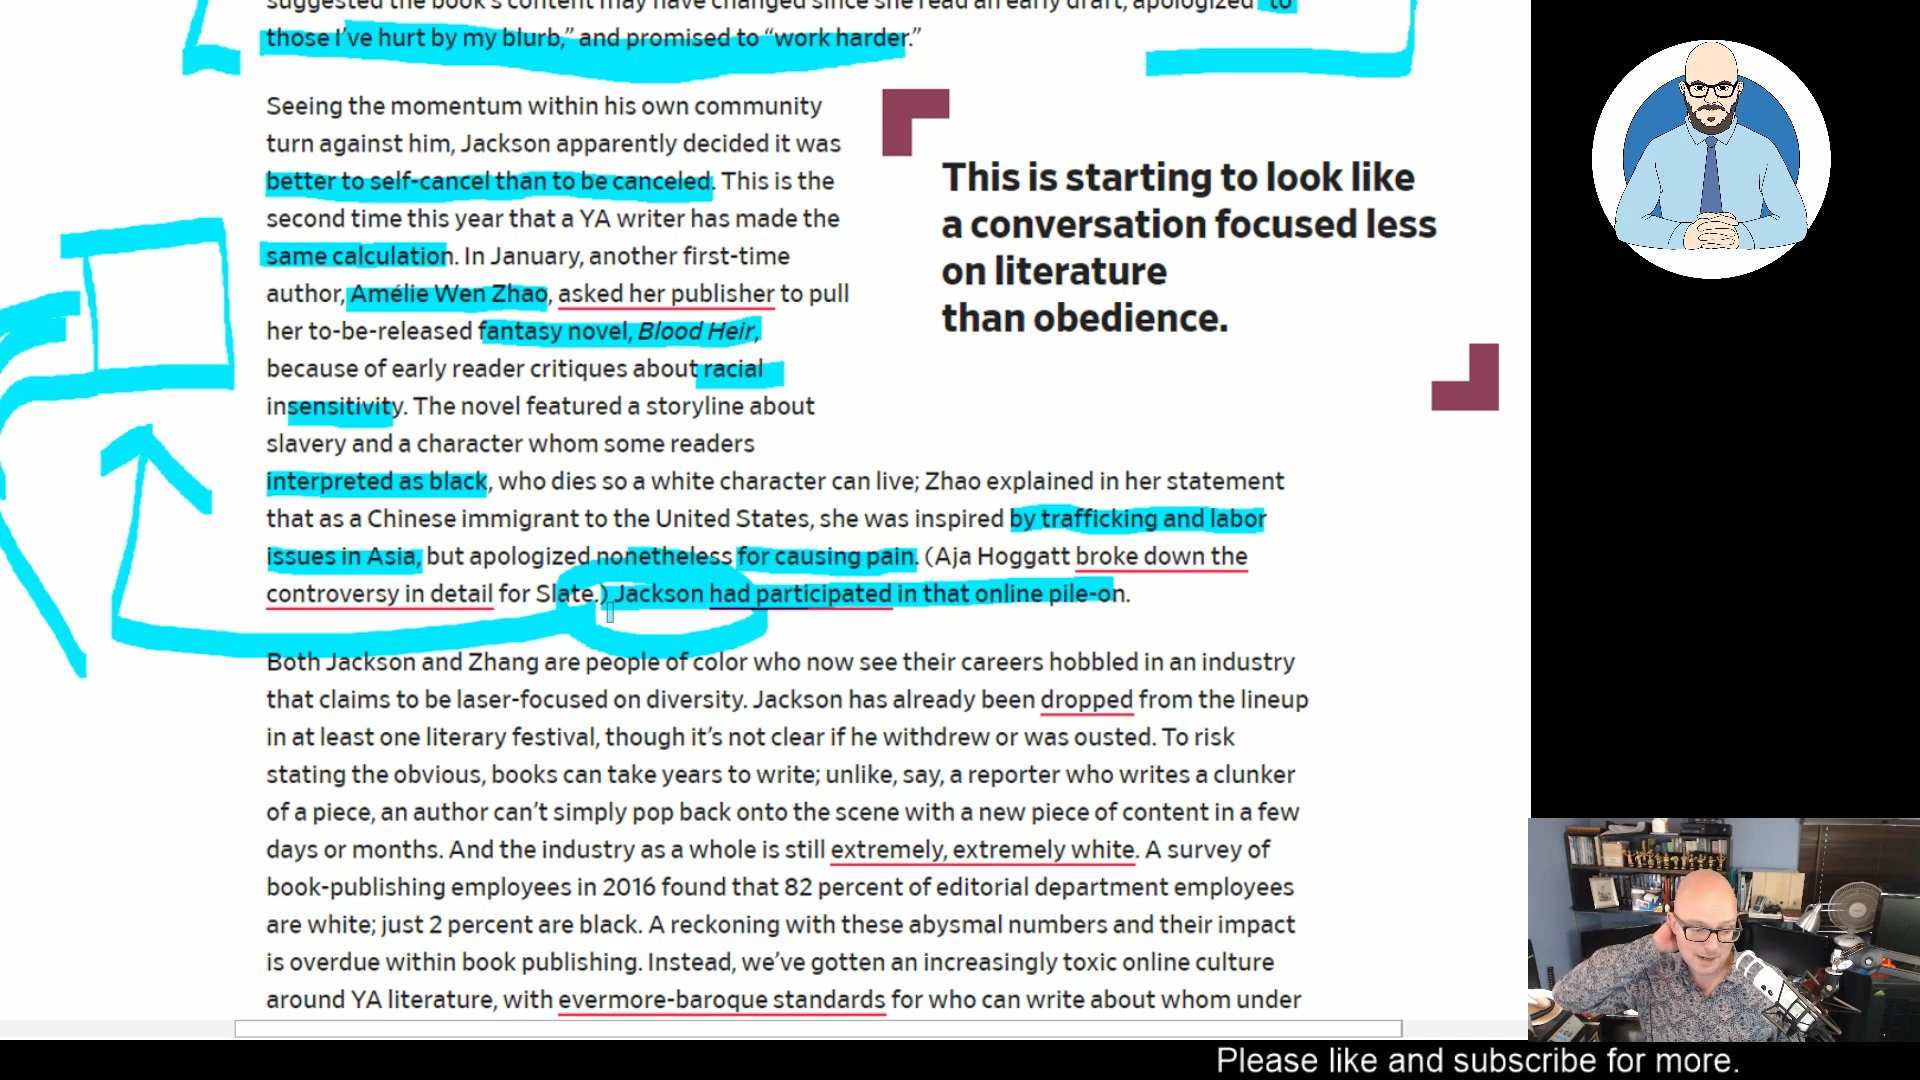 suggested the book's content may have changed since she read an early draft, apologized "to
those I've hurt by my blurb," and promised to "work harder."
Seeing the momentum within his own community
turn against him, Jackson apparently decided it was
better to self-cancel than to be canceled. This is the
second time this year that a YA writer has made the
same calculation. In January, another first-time
author, Amélie Wen Zhao, asked her publisher to pull
her to-be-released fantasy novel, Blood Heir,
because of early reader critiques about racial
insensitivity. The novel featured a storyline about
slavery and a character whom some readers
interpreted as black, who dies so a white character can live; Zhao explained in her statement
that as a Chinese immigrant to the United States, she was inspired by trafficking and labor
issues in Asia, but apologized nonetheless for causing pain. (Aja Hoggatt broke down the
controversy in detail for Slate.) Jackson had participated in that online pile-on.
This is starting to look like
a conversation focused less
on literature
than obedience.
Both Jackson and Zhang are people of color who now see their careers hobbled in an industry
that claims to be laser-focused on diversity. Jackson has already been dropped from the lineup
in at least one literary festival, though it's not clear if he withdrew or was ousted. To risk
stating the obvious, books can take years to write; unlike, say, a reporter who writes a clunker
of a piece, an author can't simply pop back onto the scene with a new piece of content in a few
days or months. And the industry as a whole is still extremely, extremely white. A survey of
book-publishing employees in 2016 found that 82 percent of editorial department employees
are white; just 2 percent are black. A reckoning with these abysmal numbers and their impact
is overdue within book publishing. Instead, we've gotten an increasingly toxic online culture
around YA literature, with evermore-baroque standards for who can write about whom under
Please like and subscribe for more.